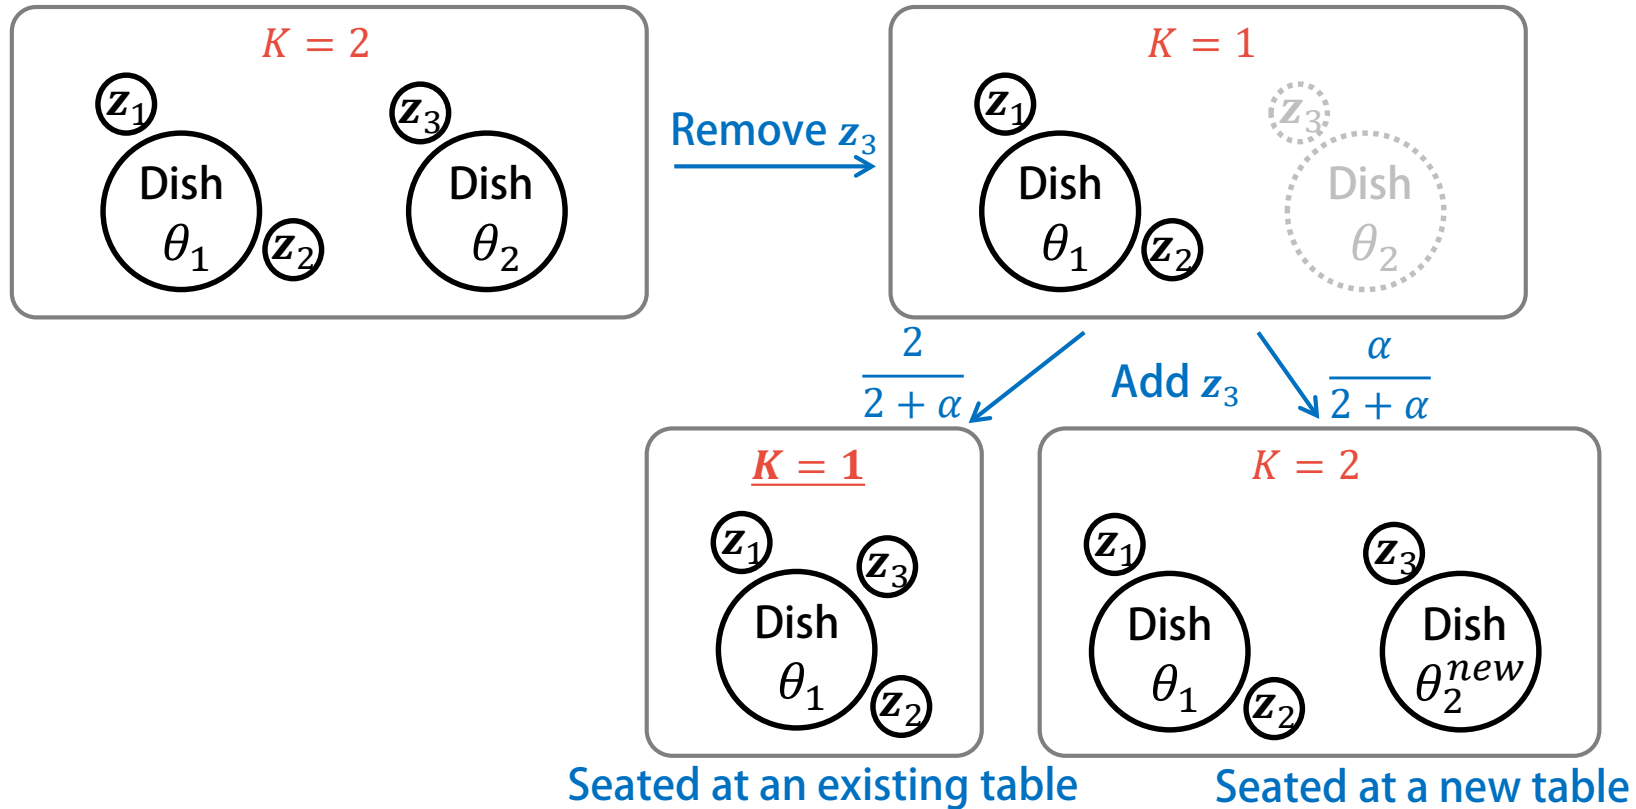 K = 2
z₁
z₃
Dish
θ₁
z₂
Dish
θ₂
Remove z₃
K = 1
z₁
z₃
Dish
θ₁
z₂
Dish
θ₂
2
2 + α
Add z₃
α
2 + α
K = 1
z₁
z₃
Dish
θ₁
z₂
K = 2
z₁
z₃
Dish
θ₁
z₂
Dish
θ₂ⁿᵉʷ
Seated at an existing table
Seated at a new table